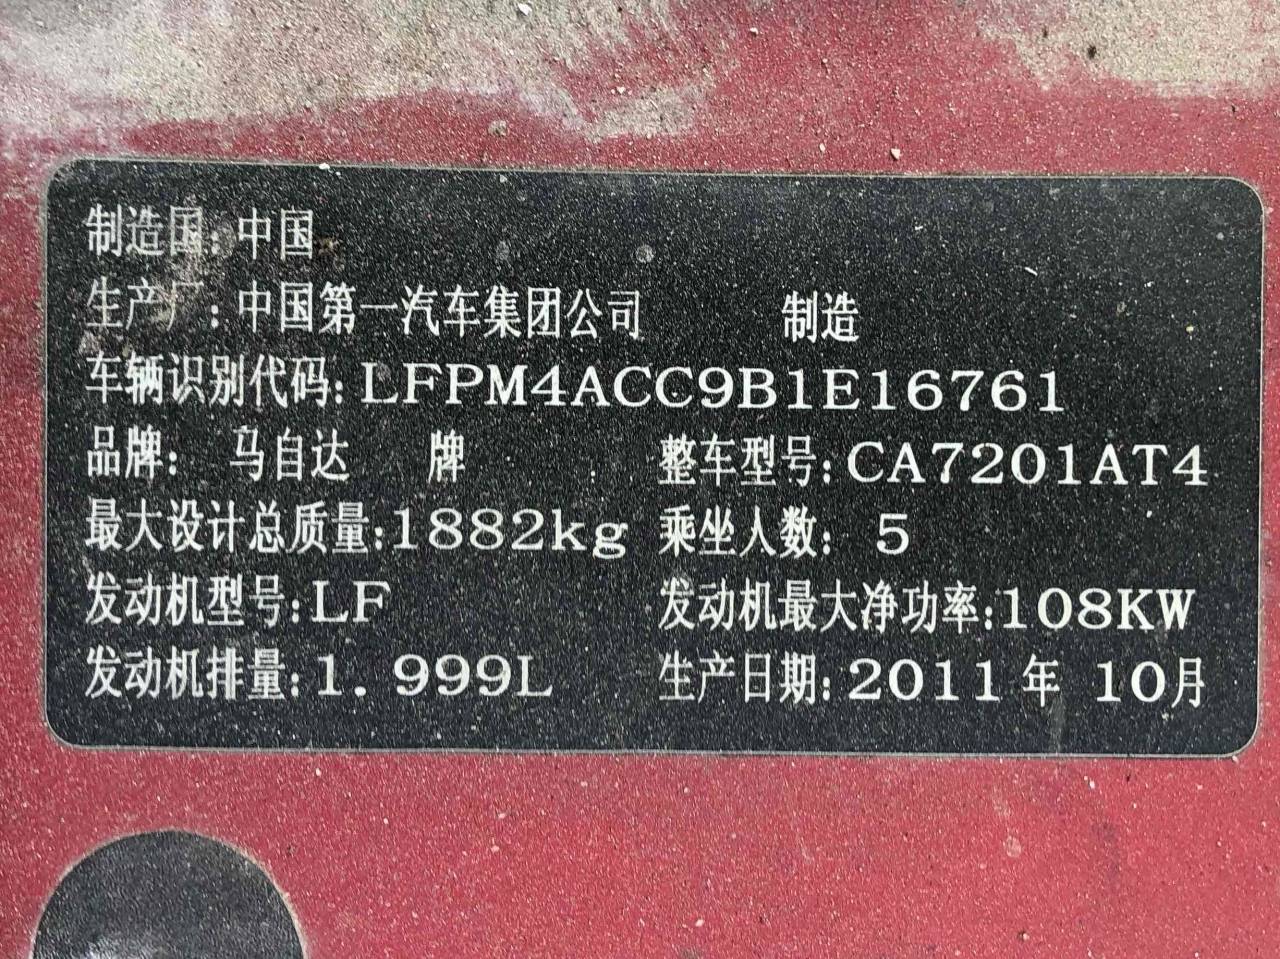 制造国:中国
生产厂:中国第一汽车集团公司 制造
车辆识别代码:LFPM4ACC9B1E16761
品牌: 马自达 牌 整车型号:CA7201AT4
最大设计总质量:1882kg 乘坐人数: 5
发动机型号:LF 发动机最大净功率:108KW
发动机排量:1. 999L 生产日期:2011 年 10月